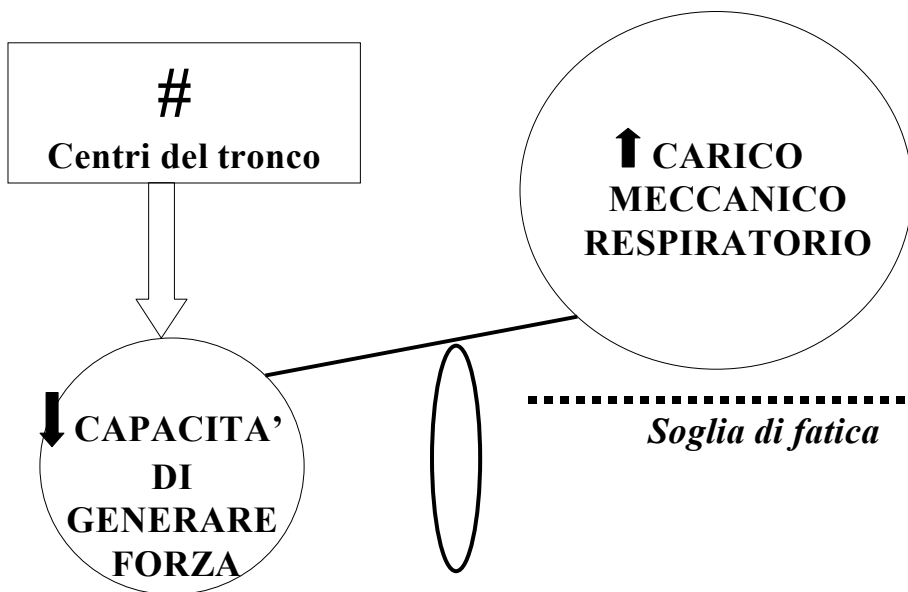 #
Centri del tronco
CARICO
MECCANICO
RESPIRATORIO
CAPACITA’
DI
GENERARE
FORZA
Soglia di fatica